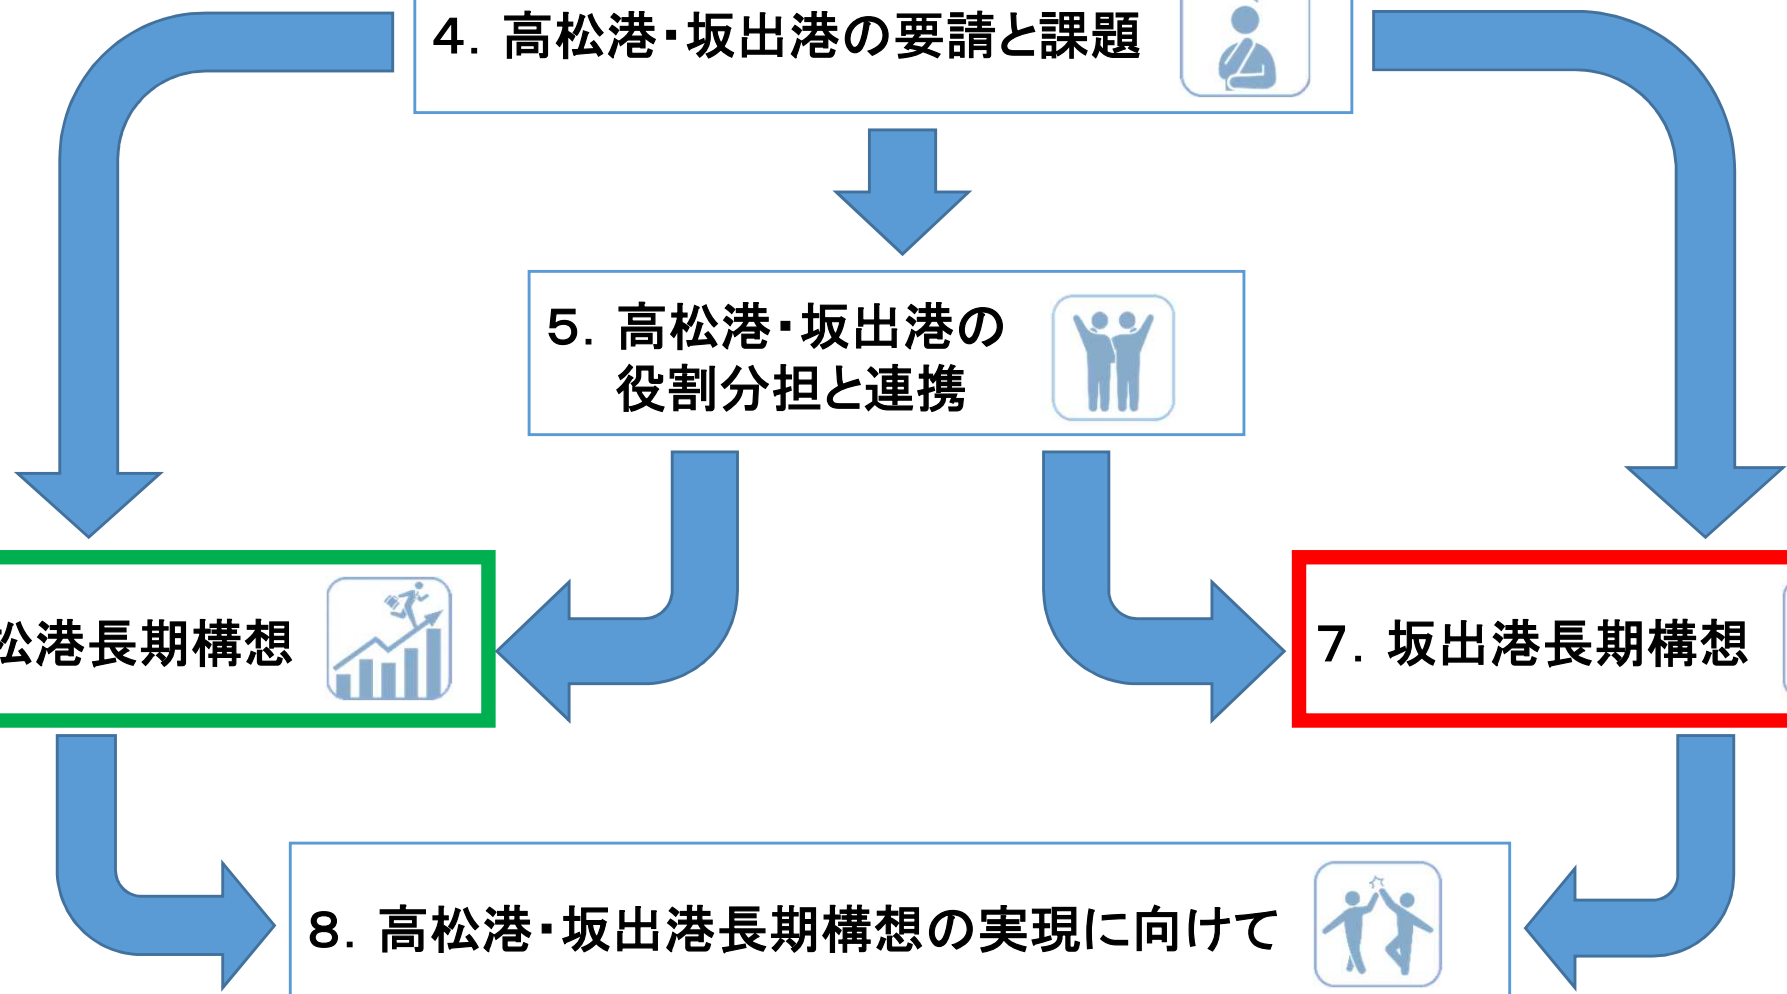 4．高松港・坂出港の要請と課題
5．高松港・坂出港の
役割分担と連携
松港長期構想
7．坂出港長期構想
8．高松港・坂出港長期構想の実現に向けて